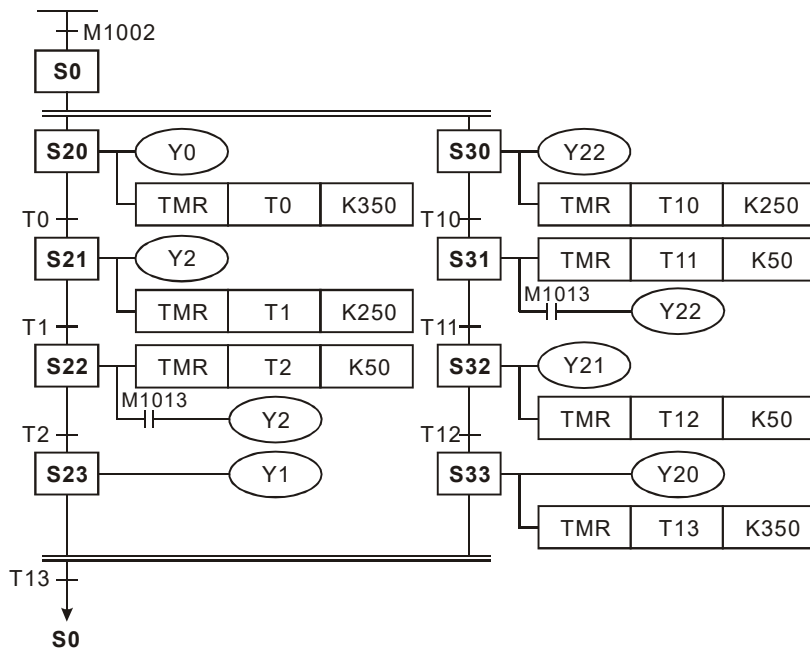 M1002
S0
S20 Y0
TMR T0 K350
T0
S21 Y2
TMR T1 K250
T1
S22 TMR T2 K50
M1013
Y2
T2
S23 Y1
S30 Y22
TMR T10 K250
T10
S31 TMR T11 K50
M1013
Y22
T11
S32 Y21
TMR T12 K50
T12
S33 Y20
TMR T13 K350
T13
S0